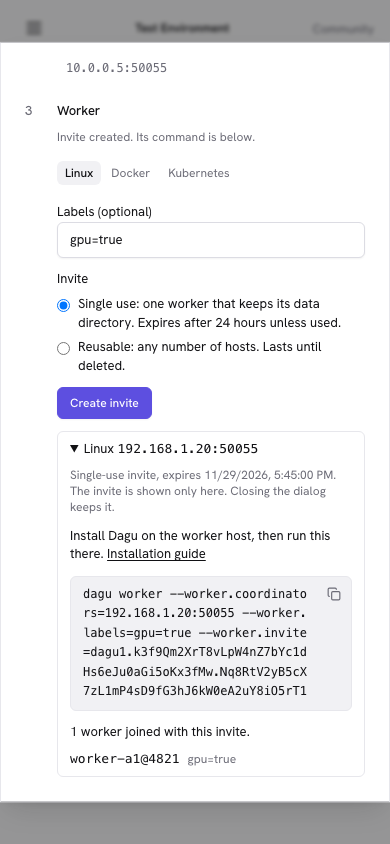 Test Environment
Community
10.0.0.5:50055
3
Worker
Invite created. Its command is below.
Linux
Docker
Kubernetes
Labels (optional)
gpu=true
Invite
Single use: one worker that keeps its data
directory. Expires after 24 hours unless used.
Reusable: any number of hosts. Lasts until
deleted.
Create invite
Linux 192.168.1.20:50055
Single-use invite, expires 11/29/2026, 5:45:00 PM.
The invite is shown only here. Closing the dialog
keeps it.
Install Dagu on the worker host, then run this
there. Installation guide
dagu worker --worker.coordinato
rs=192.168.1.20:50055 --worker.
labels=gpu=true --worker.invite
=dagu1.k3f9Qm2XrT8vLpW4nZ7bYc1d
Hs6eJu0aGi5oKx3fMw.Nq8RtV2yB5cX
7zL1mP4sD9fG3hJ6kW0eA2uY8iO5rT1
1 worker joined with this invite.
worker-a1@4821 gpu=true